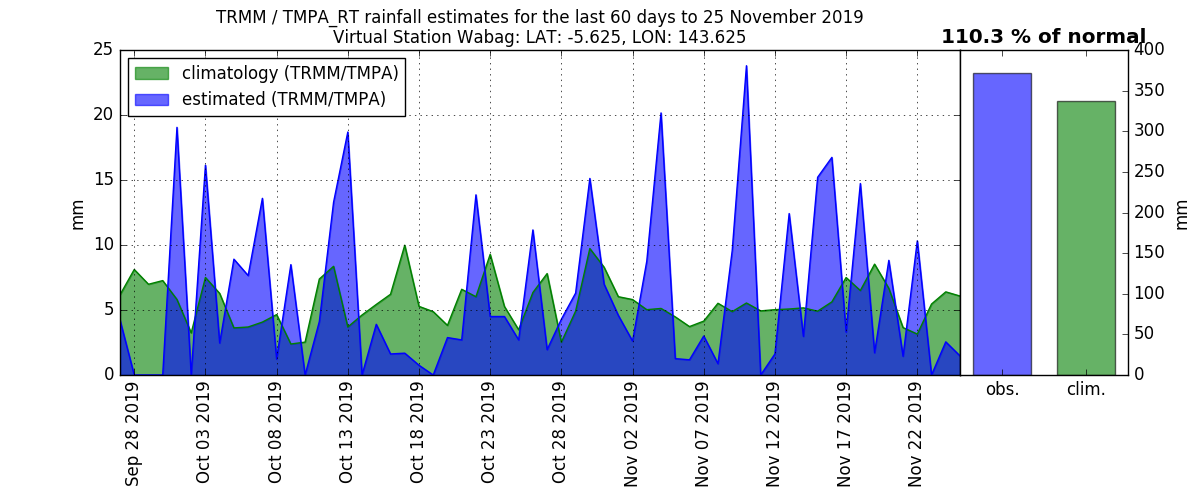 TRMM / TMPA_RT rainfall estimates for the last 60 days to 25 November 2019
Virtual Station Wabag: LAT: -5.625, LON: 143.625
110.3 % of normal
climatology (TRMM/TMPA)
estimated (TRMM/TMPA)
25
20
15
10
5
0
mm
400
350
300
250
200
150
100
50
0
mm
Sep 28 2019
Oct 03 2019
Oct 08 2019
Oct 13 2019
Oct 18 2019
Oct 23 2019
Oct 28 2019
Nov 02 2019
Nov 07 2019
Nov 12 2019
Nov 17 2019
Nov 22 2019
obs.
clim.